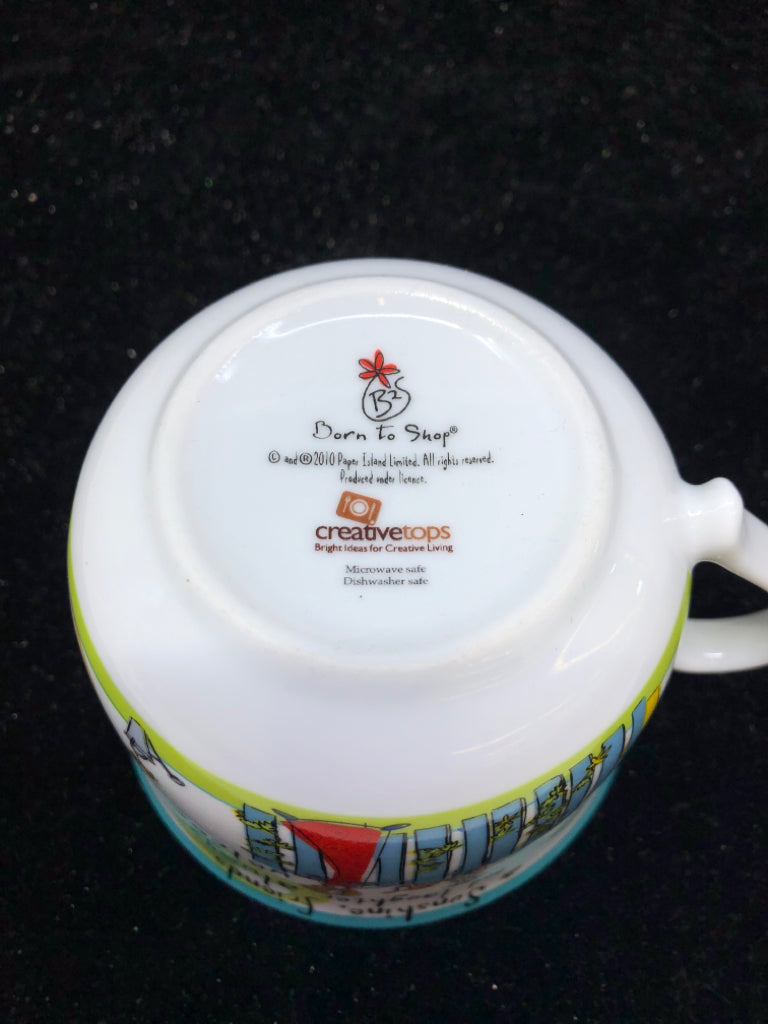 B2S
Born to Shop®
© and ® 2010 Paper Island Limited. All rights reserved.
Produced under licence.
creativetops
Bright Ideas for Creative Living
Microwave safe
Dishwasher safe
Sunshine,